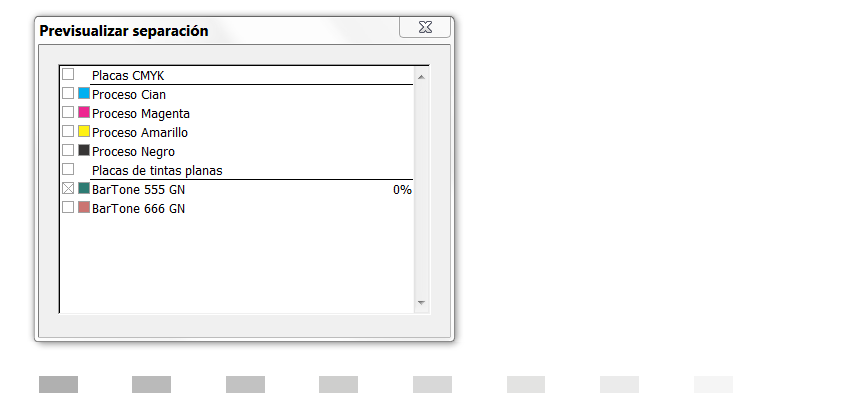 Previsualizar separación
Placas CMYK
Proceso Cian
Proceso Magenta
Proceso Amarillo
Proceso Negro
Placas de tintas planas
BarTone 555 GN 0%
BarTone 666 GN